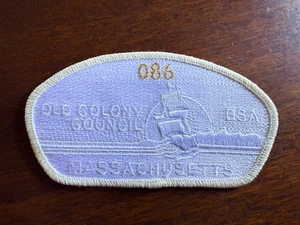 086
OLD COLONY
COUNCIL
BSA
MASSACHUSETTS